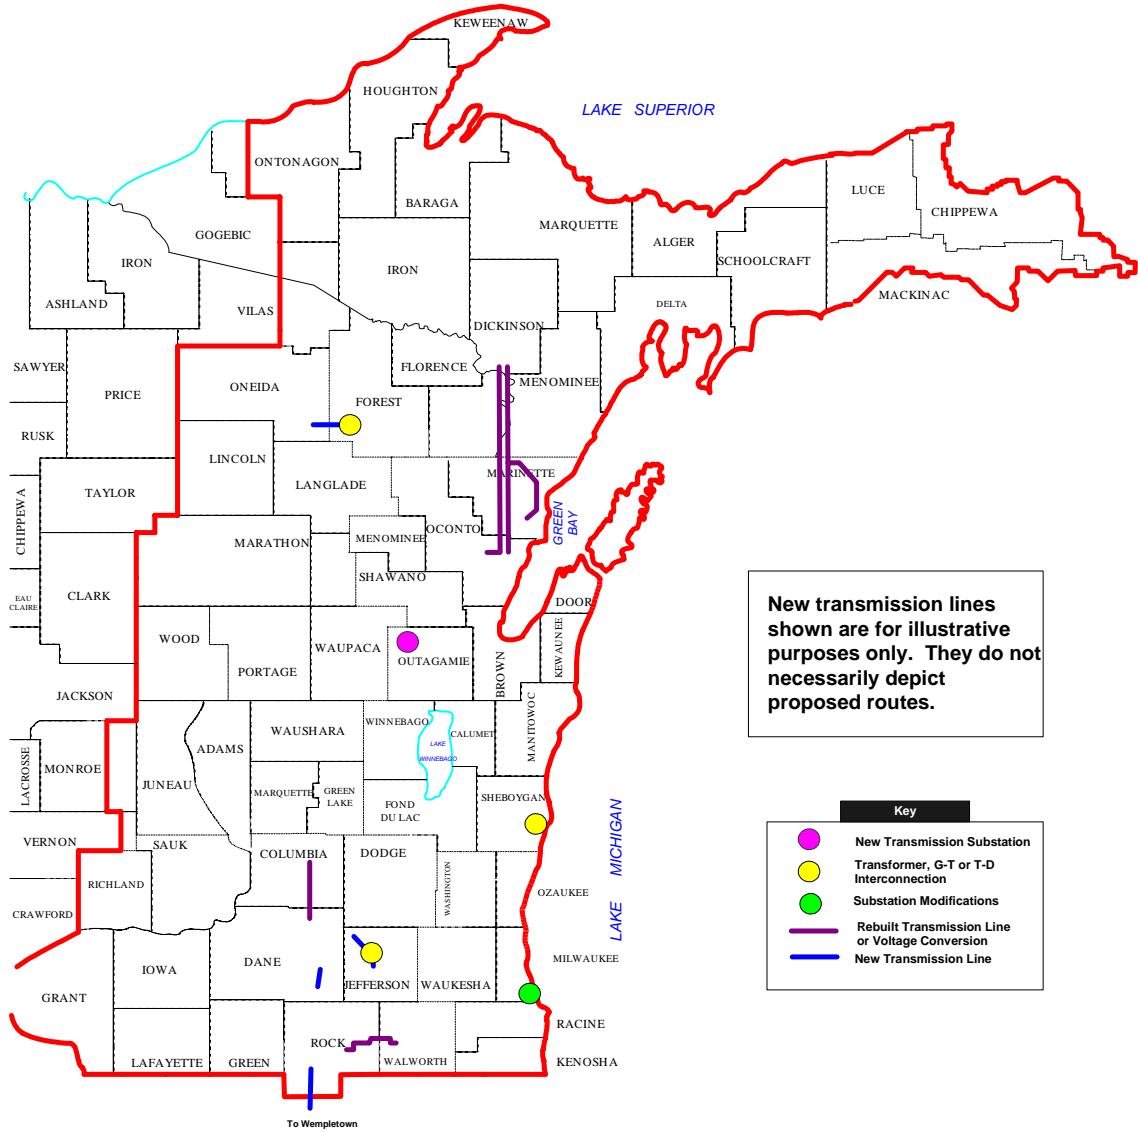 KEWEENAW
HOUGHTON
LAKE SUPERIOR
ONTONAGON
LUCE
BARAGA
CHIPPEWA
MARQUETTE
GOGEBIC
ALGER
IRON
IRON
SCHOOLCRAFT
ASHLAND
MACKINAC
VILAS
DELTA
DICKINSON
SAWYER
FLORENCE
ONEIDA
MENOMINEE
PRICE
FOREST
RUSK
LINCOLN
MARINETTE
LANGLADE
TAYLOR
CHIPPEWA
GREEN
BAY
OCONTO
MENOMINEE
MARATHON
SHAWANO
CLARK
EAU
CLAIRE
DOOR
WOOD
WAUPACA
KEWAUNEE
OUTAGAMIE
PORTAGE
BROWN
JACKSON
New transmission lines
shown are for illustrative
purposes only. They do not
necessarily depict
proposed routes.
WINNEBAGO
WAUSHARA
CALUMET
MANITOWOC
ADAMS
LAKE
WINNEBAGO
LACROSSE
MONROE
JUNEAU
MARQUETTE
GREEN
LAKE
SHEBOYGAN
FOND
DU LAC
VERNON
SAUK
COLUMBIA
DODGE
LAKE MICHIGAN
Key
New Transmission Substation
Transformer, G-T or T-D
Interconnection
Substation Modifications
Rebuilt Transmission Line
or Voltage Conversion
New Transmission Line
RICHLAND
WASHINGTON
OZAUKEE
CRAWFORD
DANE
MILWAUKEE
IOWA
JEFFERSON
WAUKESHA
GRANT
RACINE
ROCK
LAFAYETTE
GREEN
WALWORTH
KENOSHA
To Wempletown